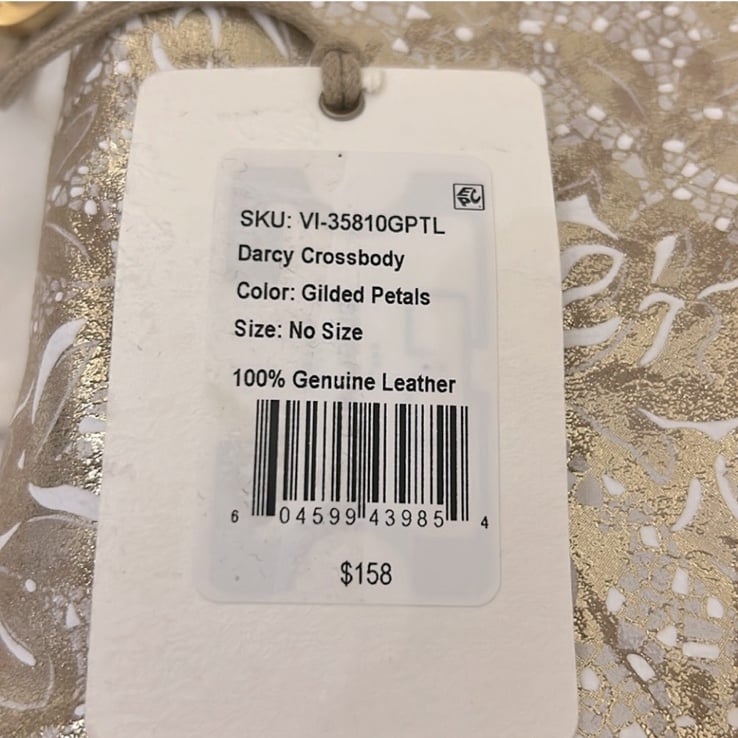 SKU: VI-35810GPTL
Darcy Crossbody
Color: Gilded Petals
Size: No Size
100% Genuine Leather
6 04599 43985 4
$158